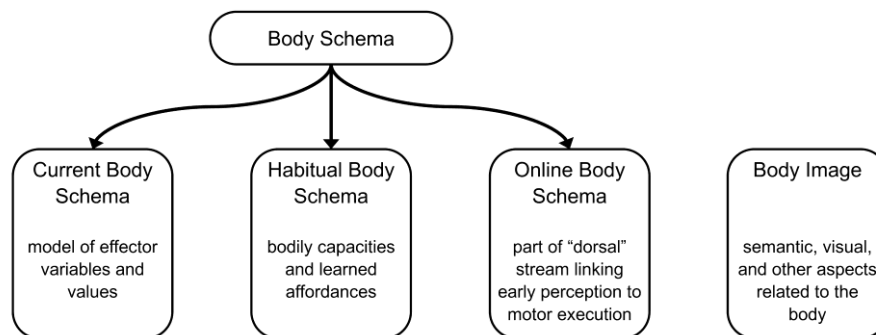 Body Schema
Current Body
Schema
model of effector
variables and
values
Habitual Body
Schema
bodily capacities
and learned
affordances
Online Body
Schema
part of “dorsal”
stream linking
early perception to
motor execution
Body Image
semantic, visual,
and other aspects
related to the
body